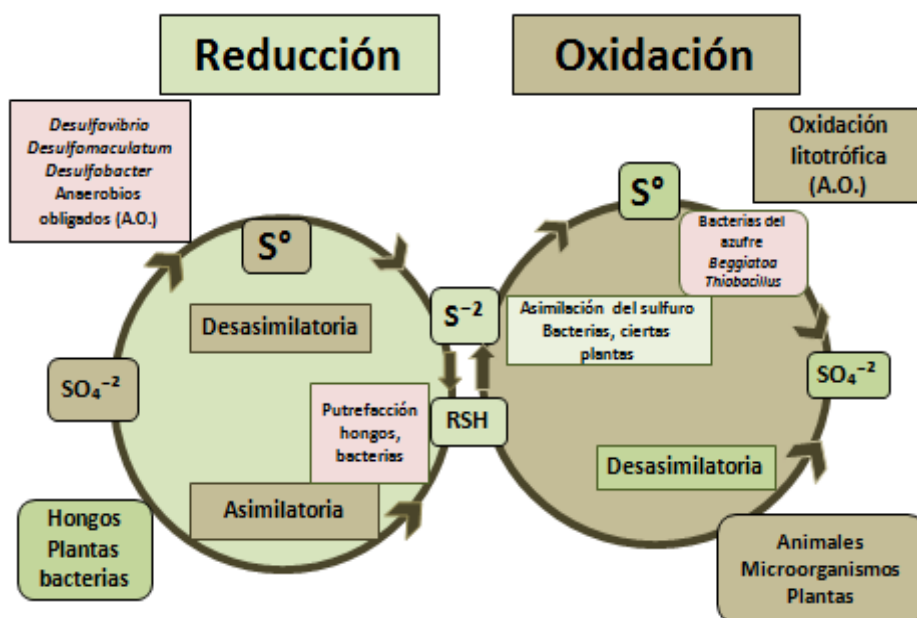 Reducción
Oxidación
Desulfovibrio
Desulfomaculatum
Desulfobacter
Anaerobios
obligados (A.O.)
Oxidación
litotrófica
(A.O.)
S°
S°
Bacterias del
azufre
Beggiatoa
Thiobacillus
Desasimilatoria
S⁻²
Asimilación del sulfuro
Bacterias, ciertas
plantas
SO₄⁻²
SO₄⁻²
Putrefacción
hongos,
bacterias
RSH
Desasimilatoria
Asimilatoria
Hongos
Plantas
bacterias
Animales
Microorganismos
Plantas